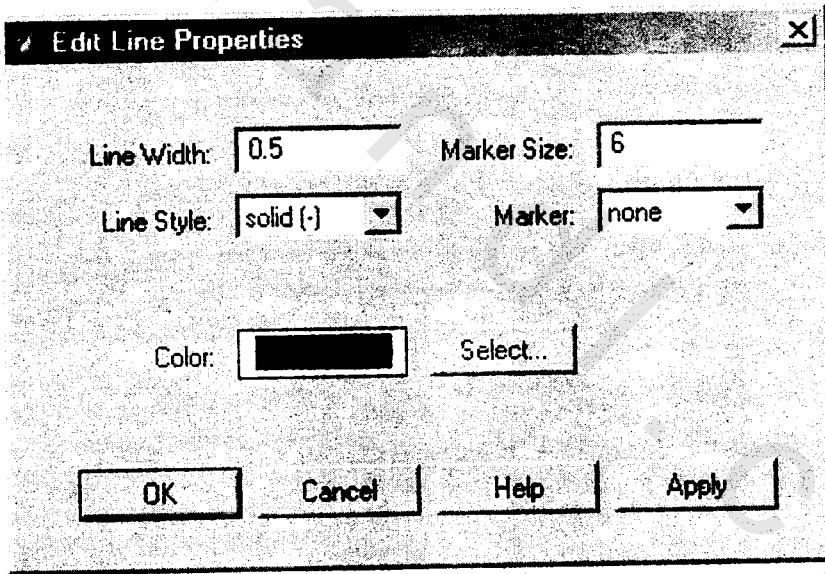 Edit Line Properties
Line Width: 0.5 Marker Size: 6
Line Style: solid (-) Marker: none
Color: Select...
OK Cancel Help Apply